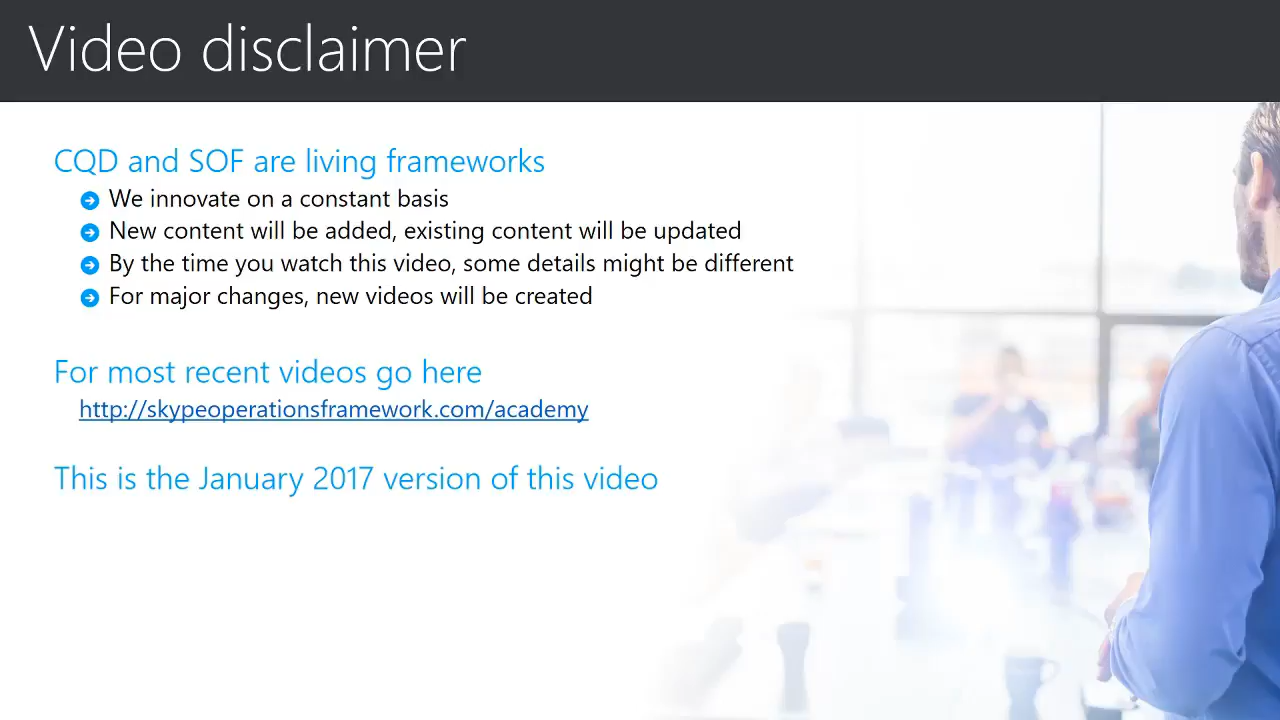 Video disclaimer
CQD and SOF are living frameworks
We innovate on a constant basis
New content will be added, existing content will be updated
By the time you watch this video, some details might be different
For major changes, new videos will be created
For most recent videos go here
http://skypeoperationsframework.com/academy
This is the January 2017 version of this video